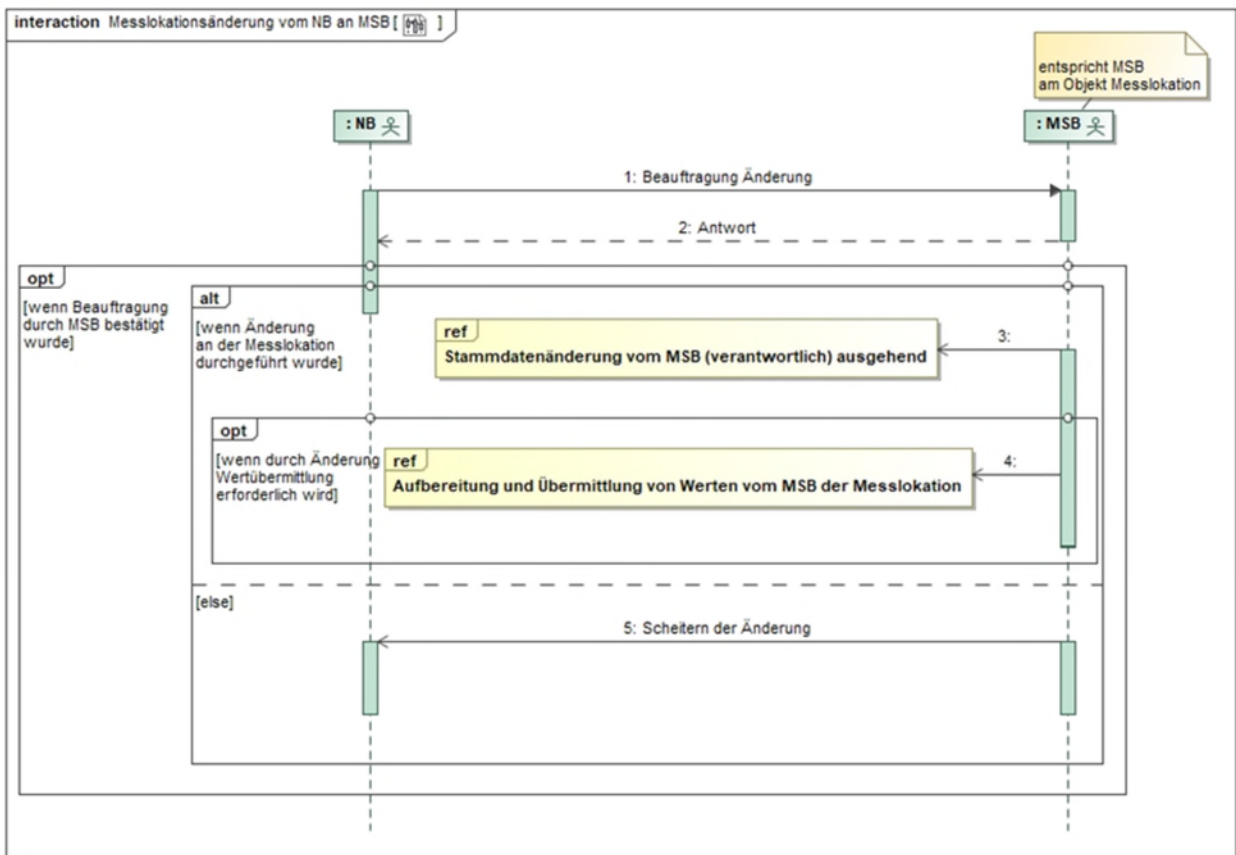 interaction Messlokationsänderung vom NB an MSB [ ]
entspricht MSB
am Objekt Messlokation
: NB
: MSB
1: Beauftragung Änderung
2: Antwort
opt
[wenn Beauftragung
durch MSB bestätigt
wurde]
alt
[wenn Änderung
an der Messlokation
durchgeführt wurde]
ref
Stammdatenänderung vom MSB (verantwortlich) ausgehend
3:
opt
[wenn durch Änderung
Wertübermittlung
erforderlich wird]
ref
Aufbereitung und Übermittlung von Werten vom MSB der Messlokation
4:
[else]
5: Scheitern der Änderung